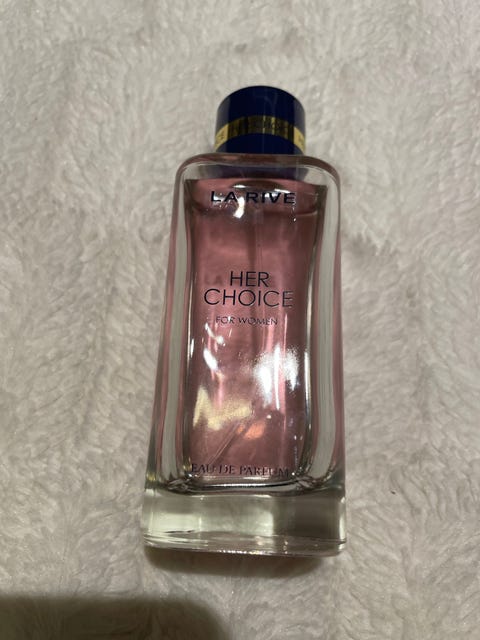 LA RIVE
HER
CHOICE
FOR WOMEN
EAU DE PARFUM